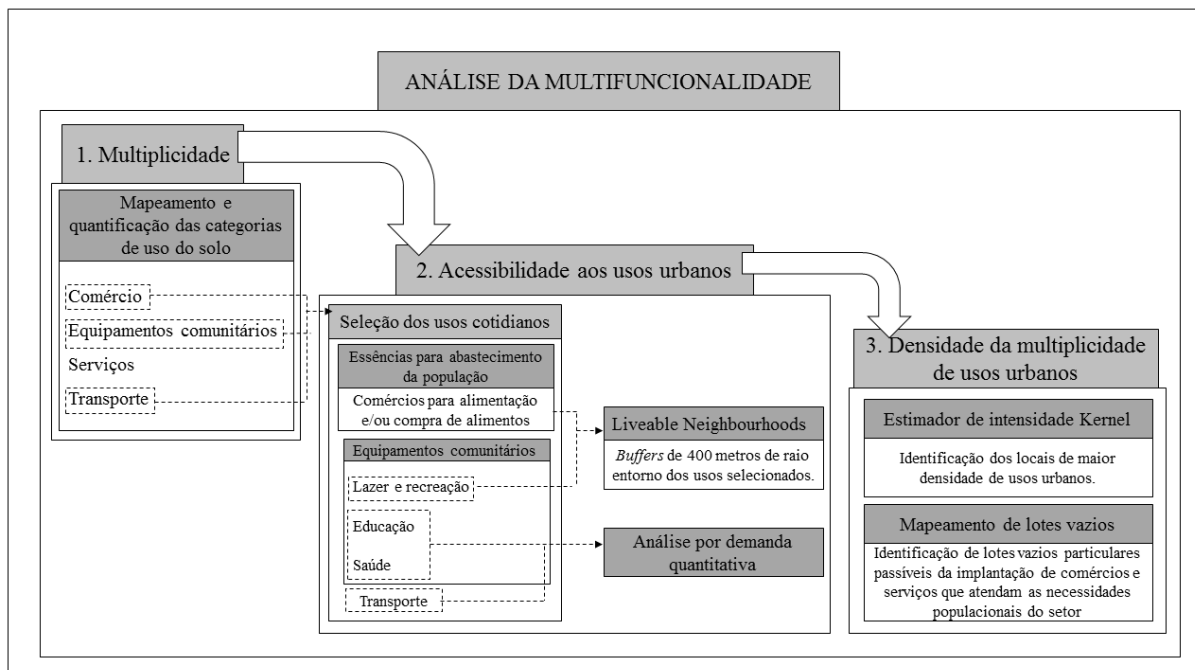 ANÁLISE DA MULTIFUNCIONALIDADE
1. Multiplicidade
Mapeamento e
quantificação das categorias
de uso do solo
Comércio
Equipamentos comunitários
Serviços
Transporte
2. Acessibilidade aos usos urbanos
Seleção dos usos cotidianos
Essências para abastecimento
da população
Comércios para alimentação
e/ou compra de alimentos
Equipamentos comunitários
Lazer e recreação
Educação
Saúde
Transporte
Liveable Neighbourhoods
Buffers de 400 metros de raio
entorno dos usos selecionados.
Análise por demanda
quantitativa
3. Densidade da multiplicidade
de usos urbanos
Estimador de intensidade Kernel
Identificação dos locais de maior
densidade de usos urbanos.
Mapeamento de lotes vazios
Identificação de lotes vazios particulares
passíveis da implantação de comércios e
serviços que atendam as necessidades
populacionais do setor